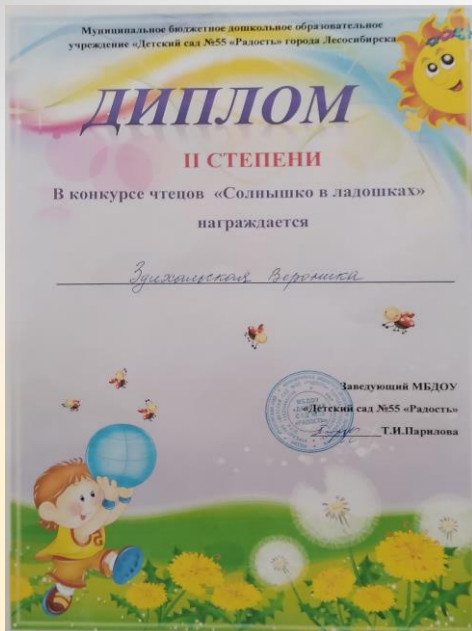 Муниципальное бюджетное дошкольное образовательное
учреждение «Детский сад №55 «Радость» города Лесосибирска
ДИПЛОМ
II СТЕПЕНИ
В конкурсе чтецов «Солнышко в ладошках»
награждается
Вероника
Заведующий МБДОУ
«Детский сад №55 «Радость»
Т.И.Парилова